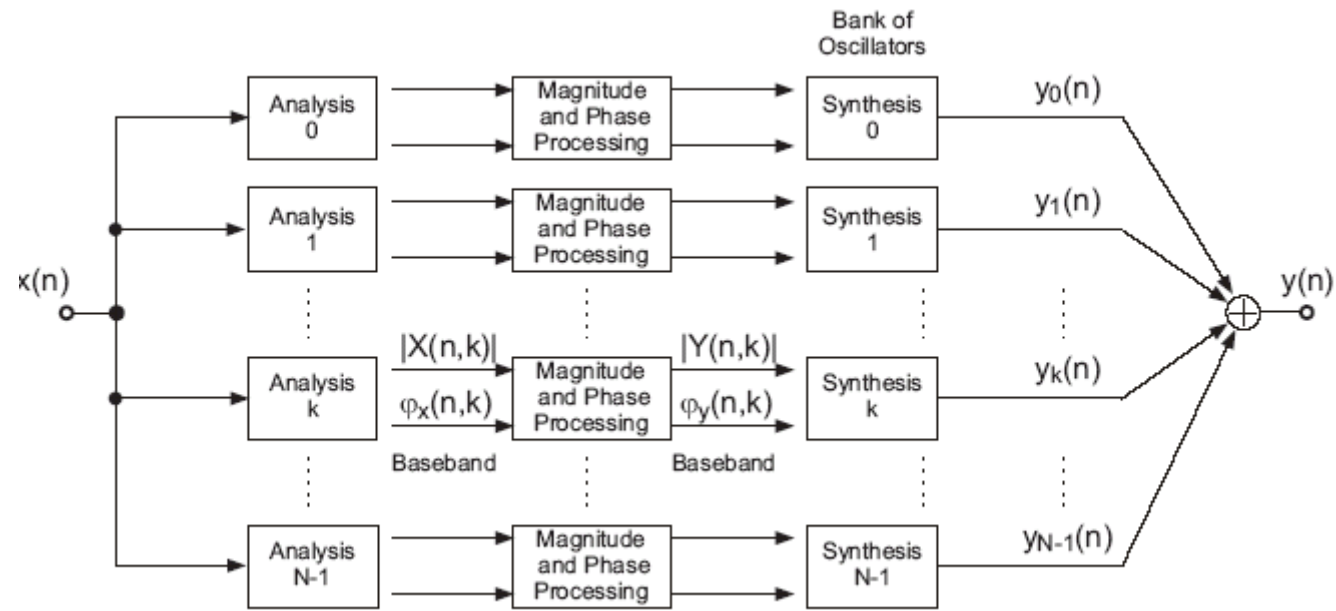 Bank of
Oscillators
Analysis
0
Magnitude
and Phase
Processing
Synthesis
0
y₀(n)
Analysis
1
Magnitude
and Phase
Processing
Synthesis
1
y₁(n)
x(n)
y(n)
|X(n,k)|
|Y(n,k)|
Analysis
k
Magnitude
and Phase
Processing
Synthesis
k
yₖ(n)
φₓ(n,k)
φᵧ(n,k)
Baseband
Baseband
Analysis
N-1
Magnitude
and Phase
Processing
Synthesis
N-1
y_N-1(n)